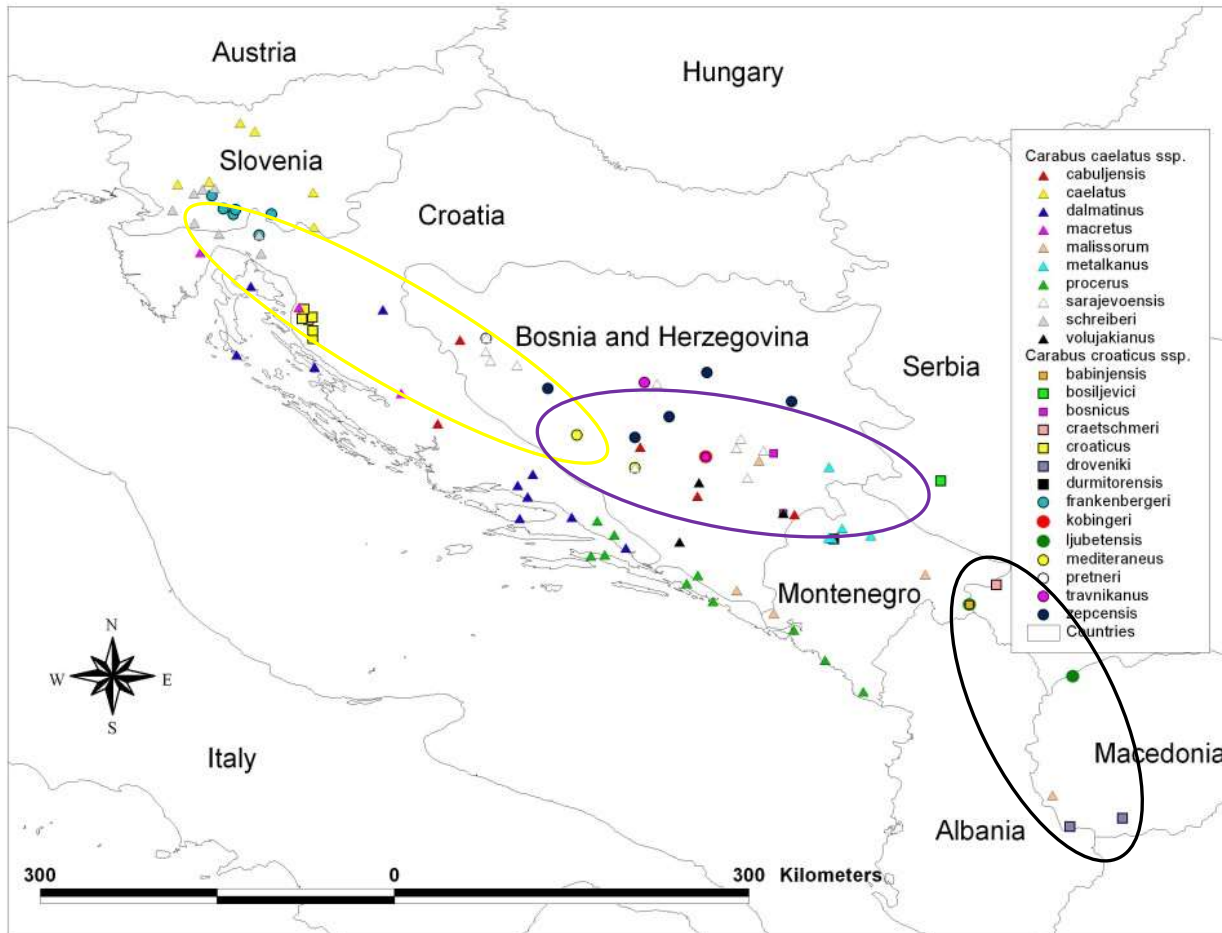 Austria
Hungary
Slovenia
Croatia
Bosnia and Herzegovina
Serbia
Montenegro
Macedonia
Albania
Italy
Carabus caelatus ssp.
cabuljensis
caelatus
dalmatinus
macretus
malissorum
metalkanus
procerus
sarajevoensis
schreiberi
volujakianus
Carabus croaticus ssp.
babinjensis
bosiljevici
bosnicus
craetschmeri
croaticus
droveniki
durmitorensis
frankenbergeri
kobingeri
ljubetensis
mediteraneus
pretneri
travnikanus
zepcensis
Countries
N
W E
S
300 0 300 Kilometers